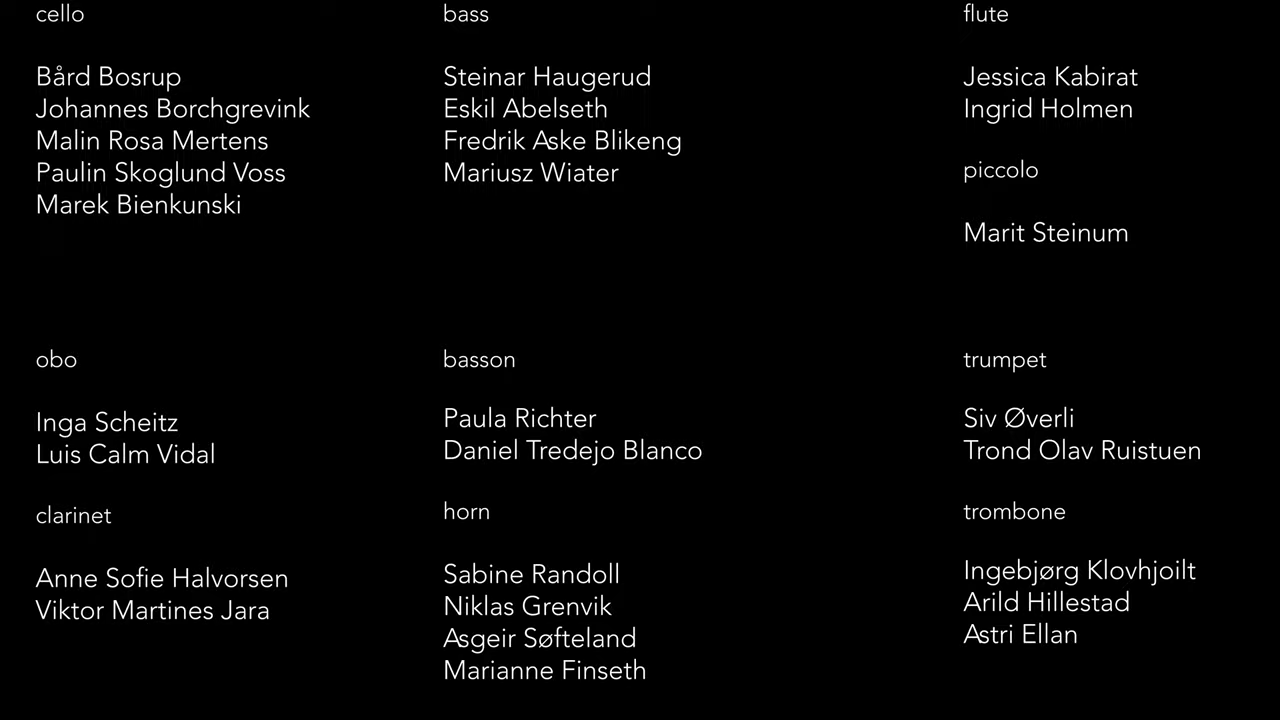 cello
Bård Bosrup
Johannes Borchgrevink
Malin Rosa Mertens
Paulin Skoglund Voss
Marek Bienkunski
bass
Steinar Haugerud
Eskil Abelseth
Fredrik Aske Blikeng
Mariusz Wiater
flute
Jessica Kabirat
Ingrid Holmen
piccolo
Marit Steinum
obo
Inga Scheitz
Luis Calm Vidal
clarinet
Anne Sofie Halvorsen
Viktor Martines Jara
basson
Paula Richter
Daniel Tredejo Blanco
horn
Sabine Randoll
Niklas Grenvik
Asgeir Søfteland
Marianne Finseth
trumpet
Siv Øverli
Trond Olav Ruistuen
trombone
Ingebjørg Klovhjoilt
Arild Hillestad
Astri Ellan